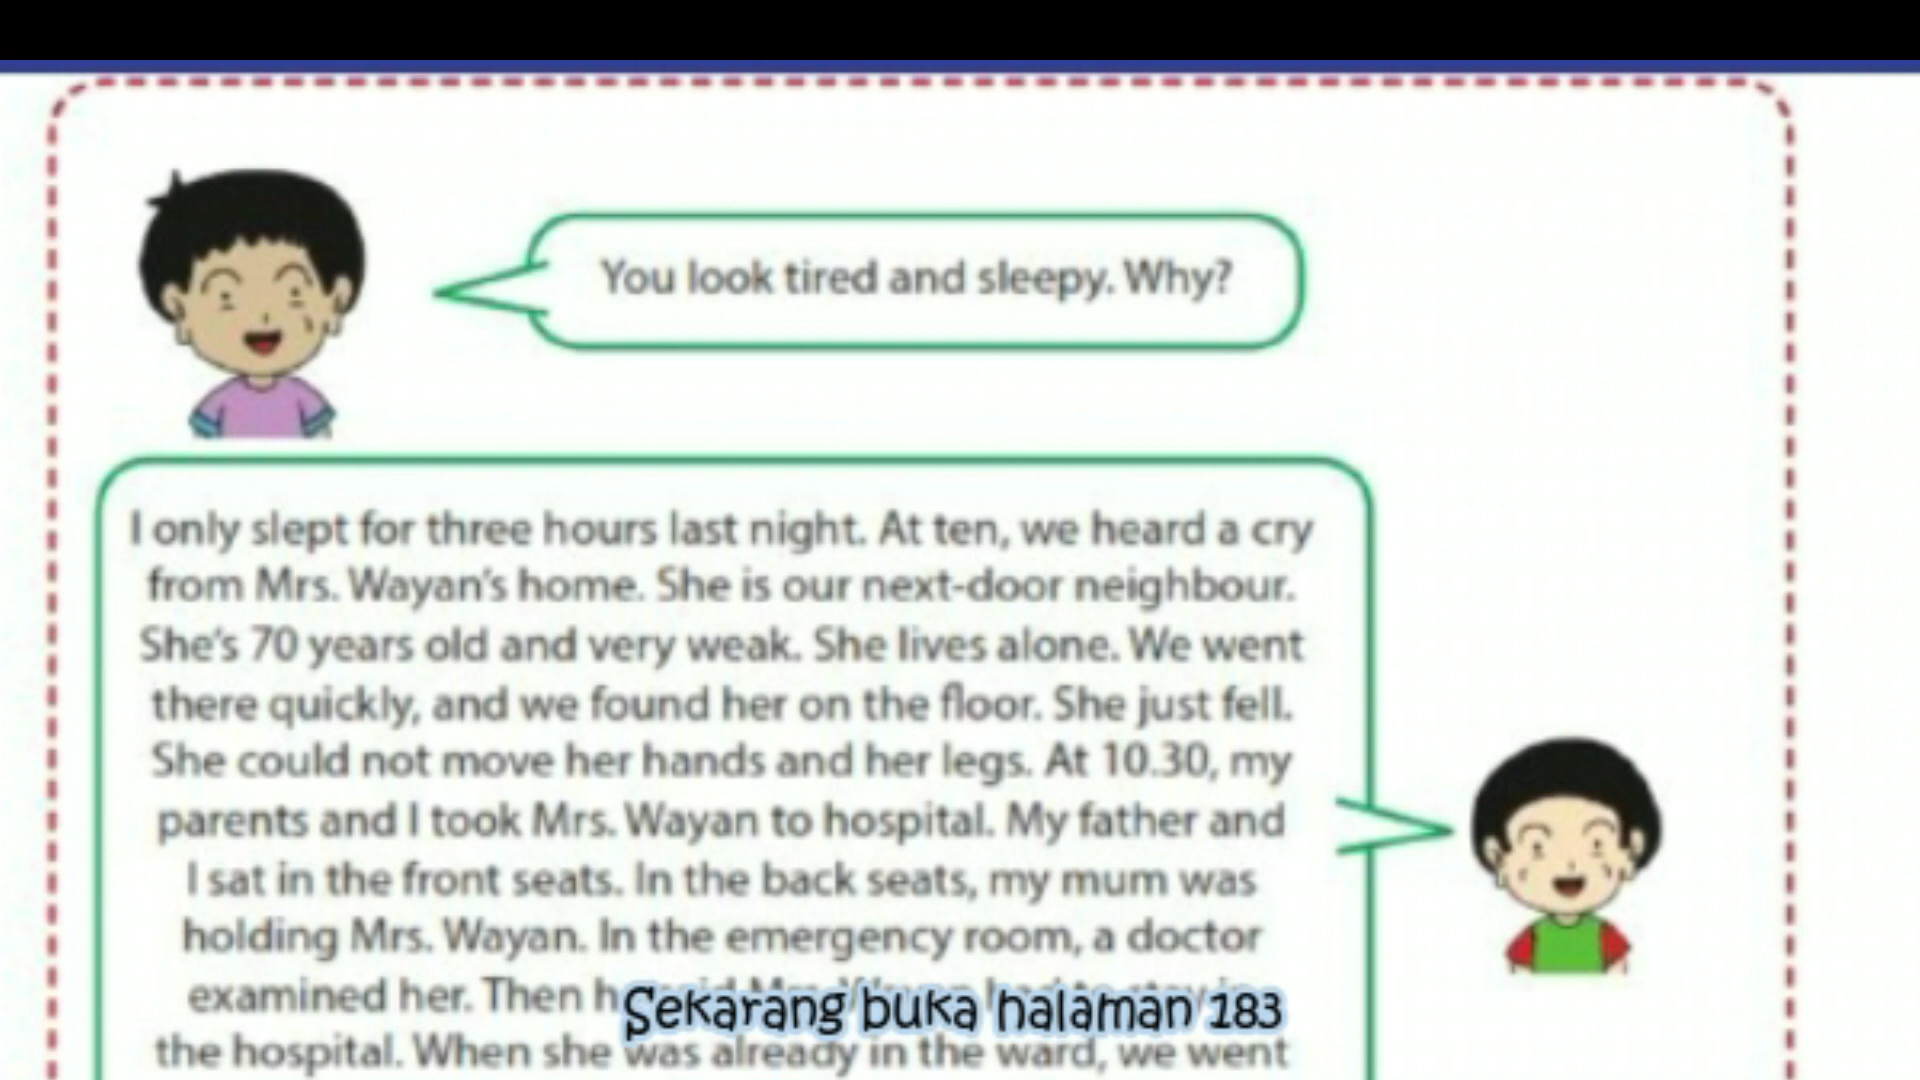 You look tired and sleepy. Why?
I only slept for three hours last night. At ten, we heard a cry
from Mrs. Wayan's home. She is our next-door neighbour.
She's 70 years old and very weak. She lives alone. We went
there quickly, and we found her on the floor. She just fell.
She could not move her hands and her legs. At 10.30, my
parents and I took Mrs. Wayan to hospital. My father and
I sat in the front seats. In the back seats, my mum was
holding Mrs. Wayan. In the emergency room, a doctor
examined her. Then
Sekarang buka halaman 183
the hospital. When she was already in the ward, we went